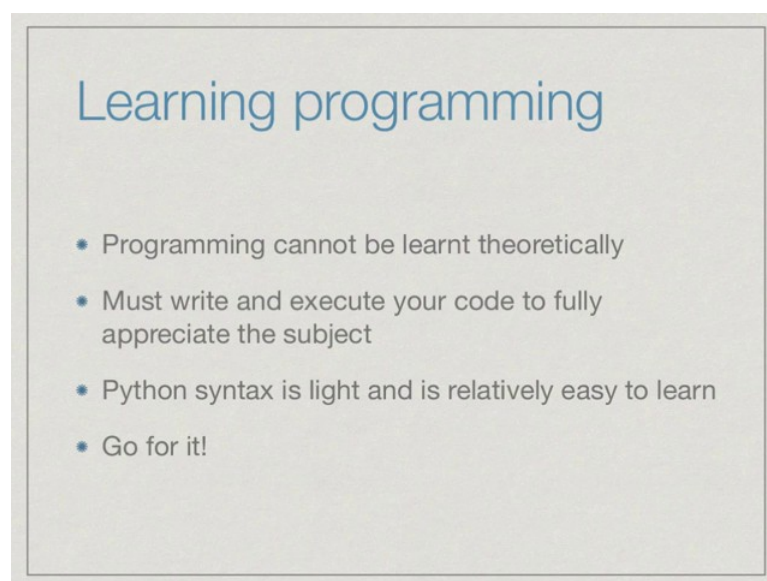 Learning programming
Programming cannot be learnt theoretically
Must write and execute your code to fully
appreciate the subject
Python syntax is light and is relatively easy to learn
Go for it!